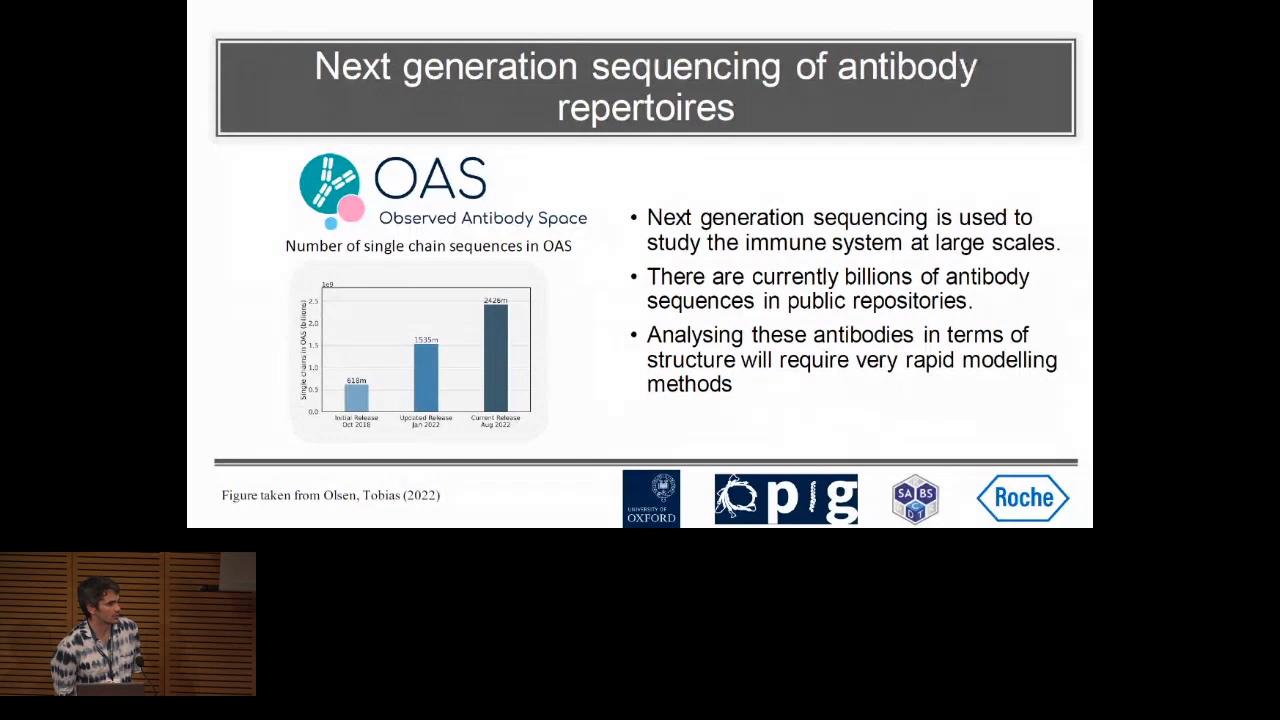 Next generation sequencing of antibody
repertoires
OAS
Observed Antibody Space
Number of single chain sequences in OAS
1e9
Single chains in OAS (billions)
2.5
2.0
1.5
1.0
0.5
0.0
618m
1535m
2426m
Initial Release
Oct 2018
Updated Release
Jan 2022
Current Release
Aug 2022
• Next generation sequencing is used to
study the immune system at large scales.
• There are currently billions of antibody
sequences in public repositories.
• Analysing these antibodies in terms of
structure will require very rapid modelling
methods
Figure taken from Olsen, Tobias (2022)
UNIVERSITY OF
OXFORD
opig
SABS
CDT
Roche